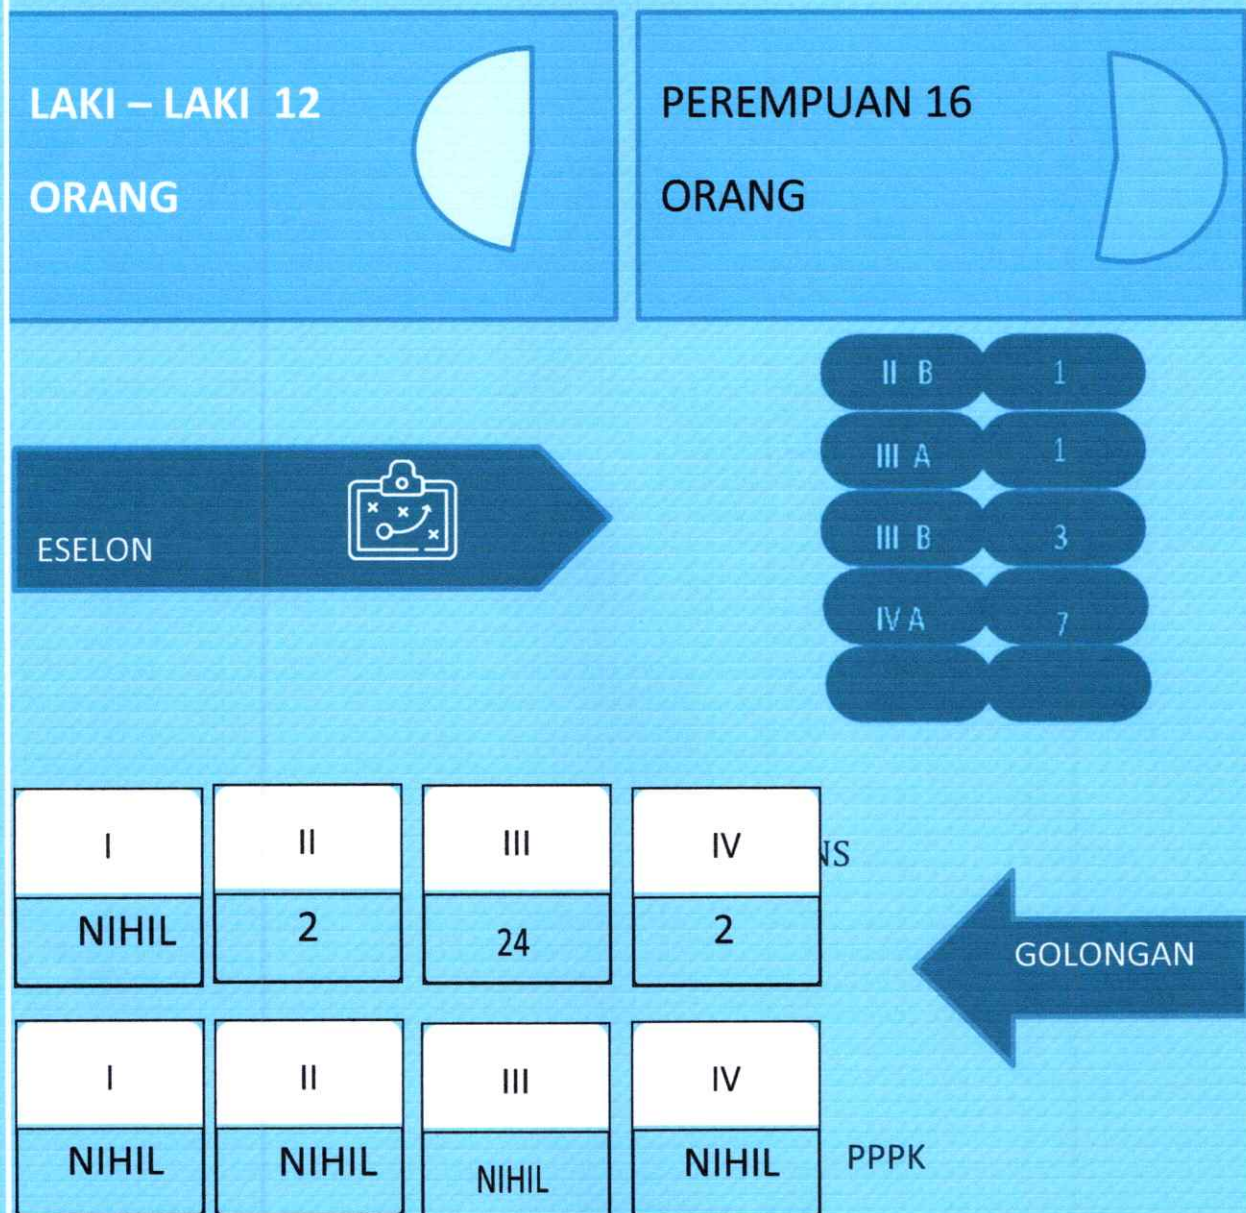 LAKI – LAKI 12
ORANG
PEREMPUAN 16
ORANG
II B 1
III A 1
III B 3
IV A 7
ESELON
I II III IV
NIHIL 2 24 2
GOLONGAN
I II III IV
NIHIL NIHIL NIHIL NIHIL
PPPK